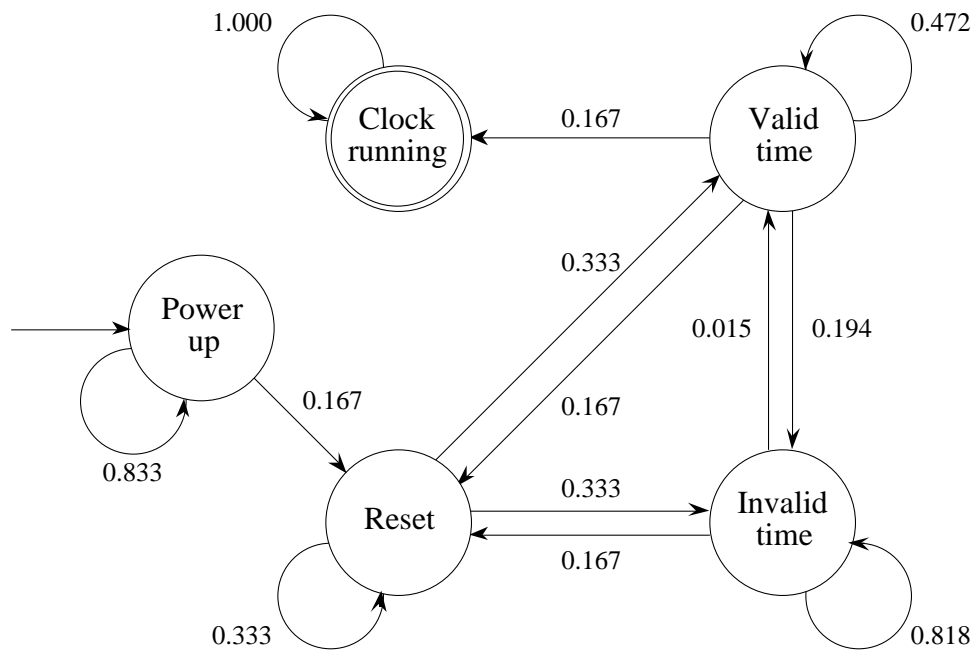 1.000
0.472
Clock
running
0.167
Valid
time
0.333
Power
up
0.015
0.194
0.167
0.167
0.833
Reset
0.333
Invalid
time
0.167
0.333
0.818